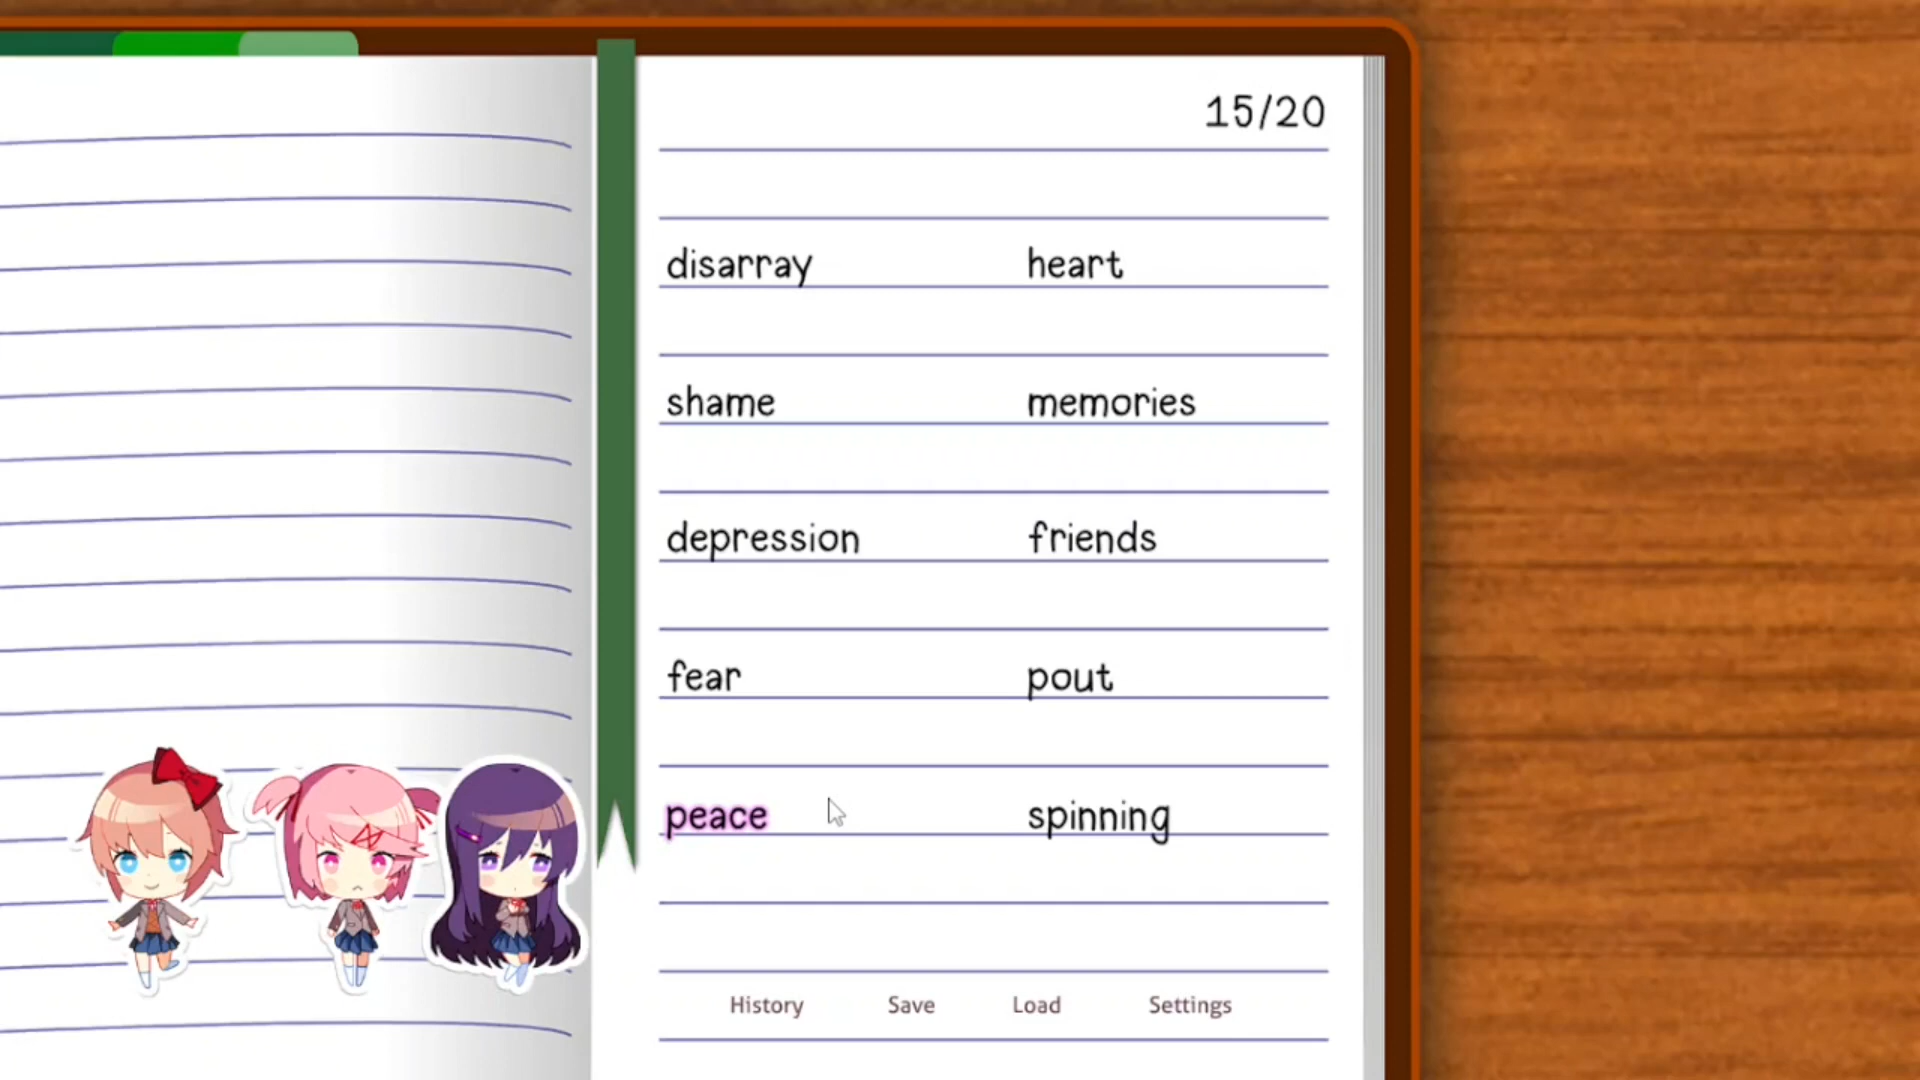 15/20
disarray heart
shame memories
depression friends
fear pout
peace spinning
History Save Load Settings